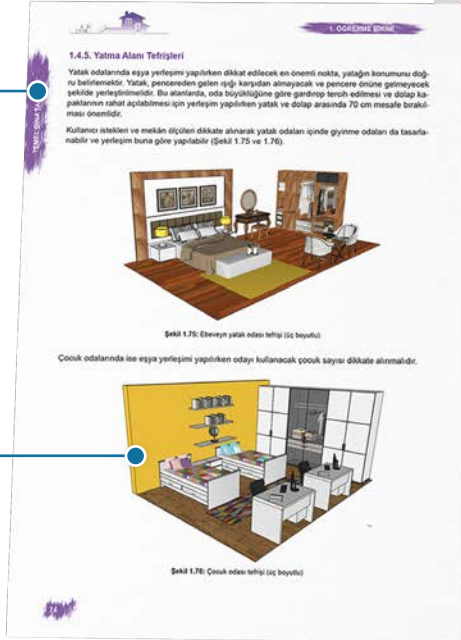 1. ÖĞRENME BİRİMİ
1.4.5. Yatma Alanı Tefrişleri
Yatak odalarında eşya yerleşimi yapılırken dikkat edilecek en önemli nokta, yatağın konumunu doğ-
ru belirlemektir. Yatak, pencereden gelen ışığı karşıdan almayacak ve pencere önüne gelmeyecek
şekilde yerleştirilmelidir. Bu alanlarda, oda büyüklüğüne göre gardırop tercih edilmesi ve dolap ka-
paklarının rahat açılabilmesi için yerleşim yapılırken yatak ve dolap arasında 70 cm mesafe bırakıl-
ması önemlidir.
Kullanıcı istekleri ve mekân ölçüleri dikkate alınarak yatak odaları içinde giyinme odaları da tasarla-
nabilir ve yerleşim buna göre yapılabilir (Şekil 1.75 ve 1.76).
Şekil 1.75: Ebeveyn yatak odası tefrişi (üç boyutlu)
Çocuk odalarında ise eşya yerleşimi yapılırken odayı kullanacak çocuk sayısı dikkate alınmalıdır.
Şekil 1.76: Çocuk odası tefrişi (üç boyutlu)